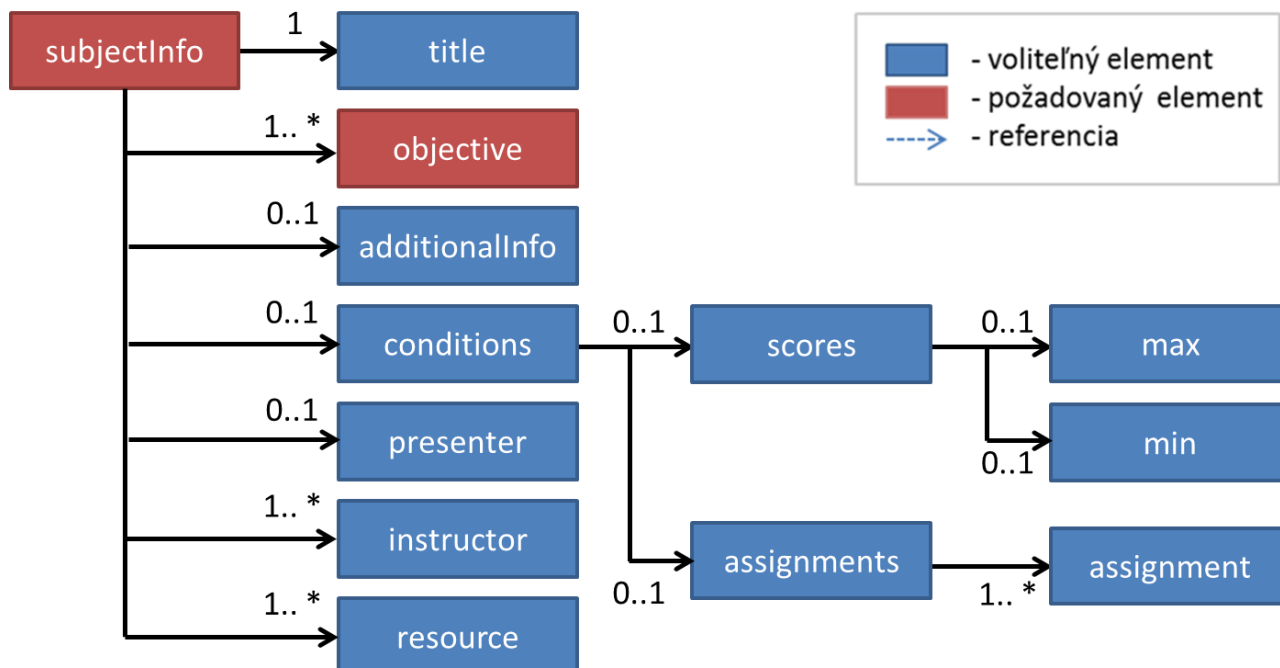 subjectInfo
1
title
1.. *
objective
0..1
additionalInfo
0..1
conditions
0..1
scores
0..1
max
0..1
min
0..1
assignments
1.. *
assignment
0..1
presenter
1.. *
instructor
1.. *
resource
- voliteľný element
- požadovaný element
- referencia